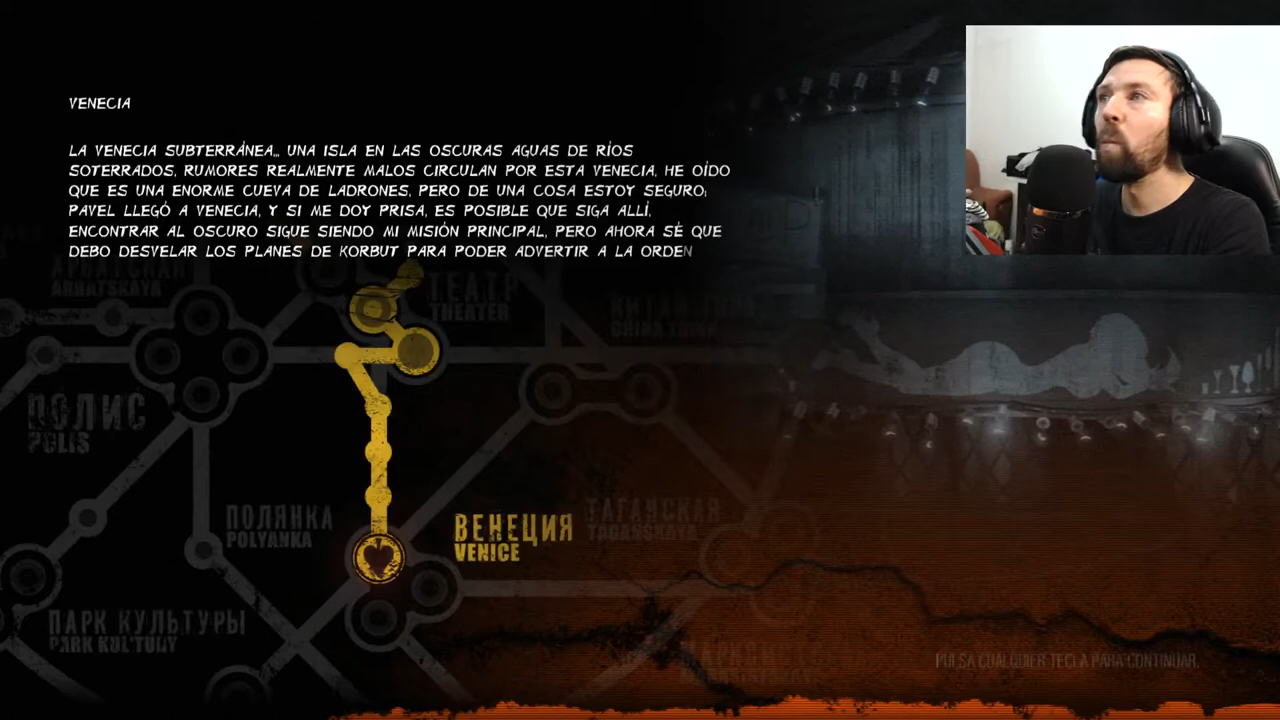 VENECIA
LA VENECIA SUBTERRÁNEA... UNA ISLA EN LAS OSCURAS AGUAS DE RÍOS
SOTERRADOS, RUMORES REALMENTE MALOS CIRCULAN POR ESTA VENECIA, HE OÍDO
QUE ES UNA ENORME CUEVA DE LADRONES, PERO DE UNA COSA ESTOY SEGURO:
PAVEL LLEGÓ A VENECIA, Y SI ME DOY PRISA, ES POSIBLE QUE SIGA ALLÍ,
ENCONTRAR AL OSCURO SIGUE SIENDO MI MISIÓN PRINCIPAL, PERO AHORA SÉ QUE
DEBO DESVELAR LOS PLANES DE KORBUT PARA PODER ADVERTIR A LA ORDEN
АРБАТСКАЯ
ARBATSKAYA
ТЕАТР
THEATER
ПОЛИС
POLIS
ПОЛЯНКА
POLYANKA
ВЕНЕЦИЯ
VENICE
ТАГАНСКАЯ
TAGANSKAYA
ПАРК КУЛЬТУРЫ
PARK KUL'TURY
PULSA CUALQUIER TECLA PARA CONTINUAR.